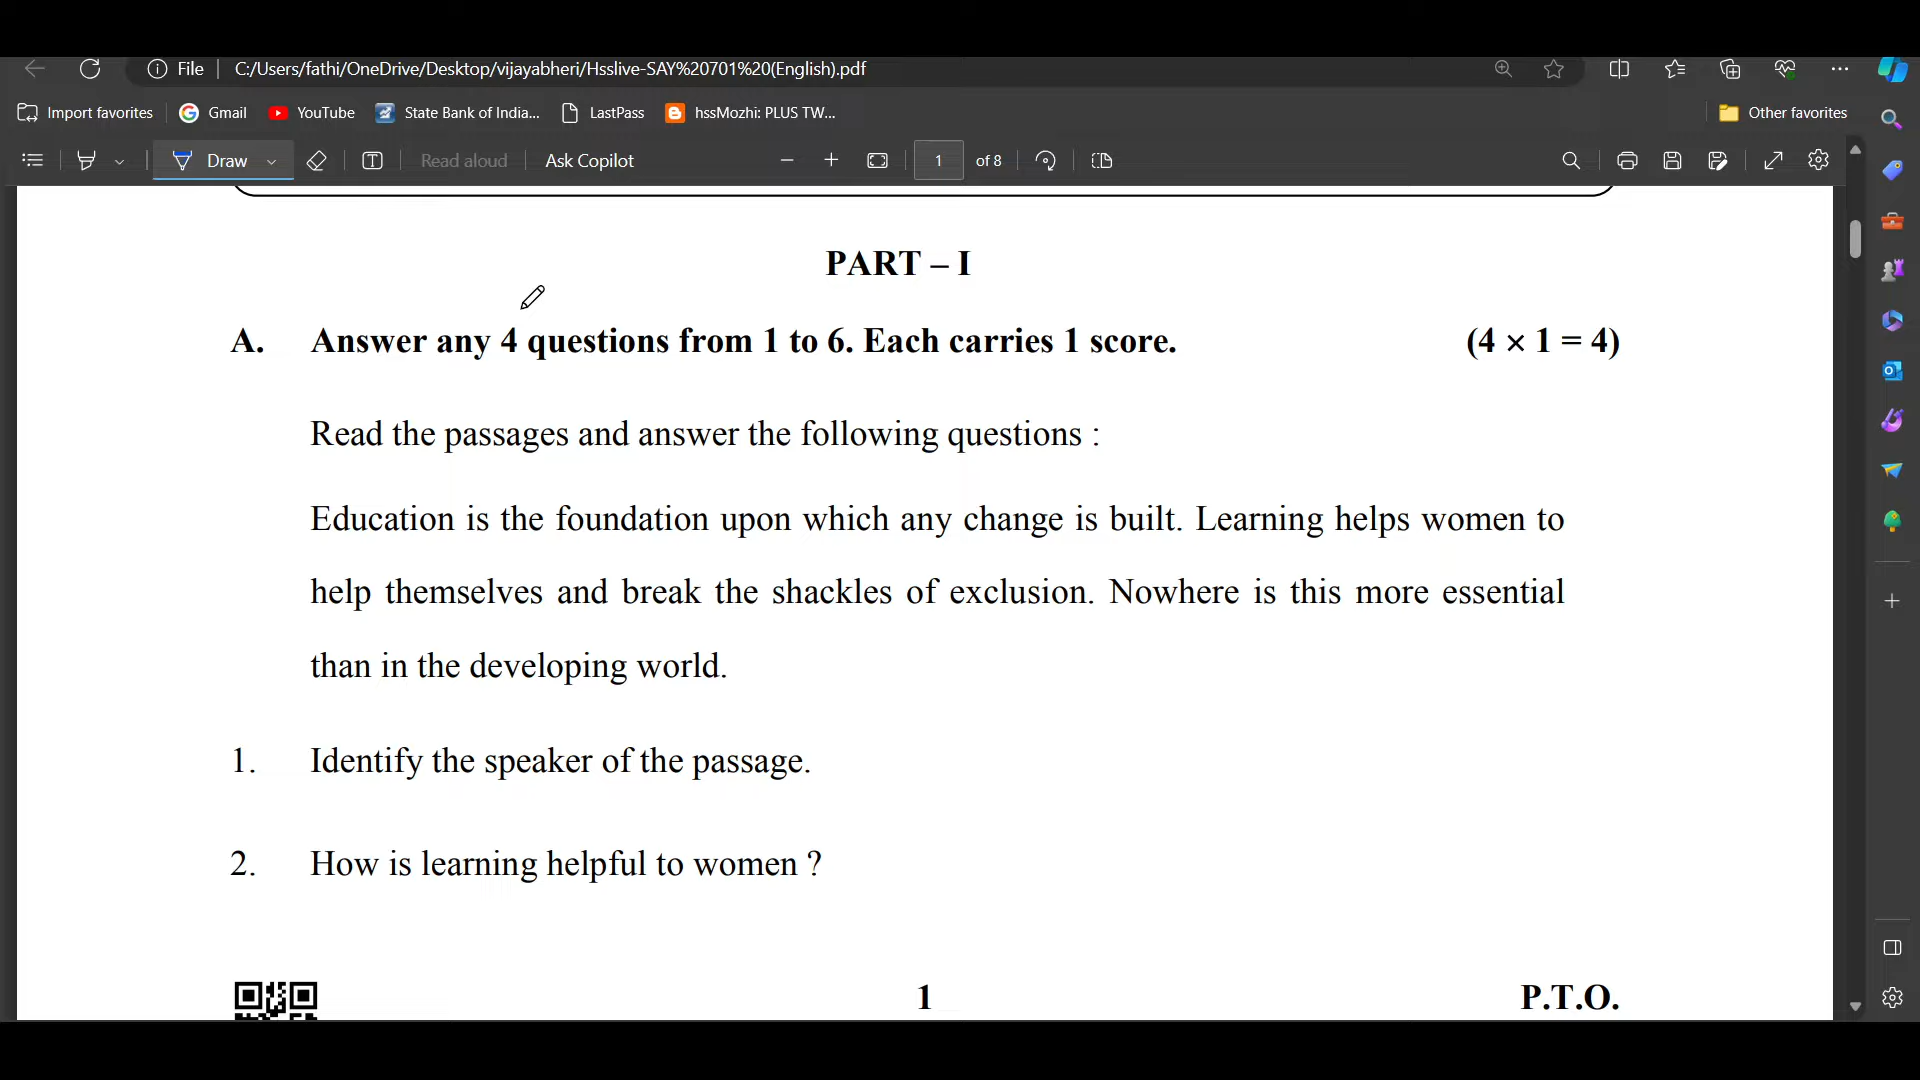 File
C:/Users/fathi/OneDrive/Desktop/vijayabheri/Hsslive-SAY%20701%20(English).pdf
Import favorites Gmail YouTube State Bank of India... LastPass hssMozhi: PLUS TW... Other favorites
Draw Read aloud Ask Copilot 1 of 8
PART – I
A. Answer any 4 questions from 1 to 6. Each carries 1 score. (4 × 1 = 4)
Read the passages and answer the following questions :
Education is the foundation upon which any change is built. Learning helps women to
help themselves and break the shackles of exclusion. Nowhere is this more essential
than in the developing world.
1. Identify the speaker of the passage.
2. How is learning helpful to women ?
1 P.T.O.